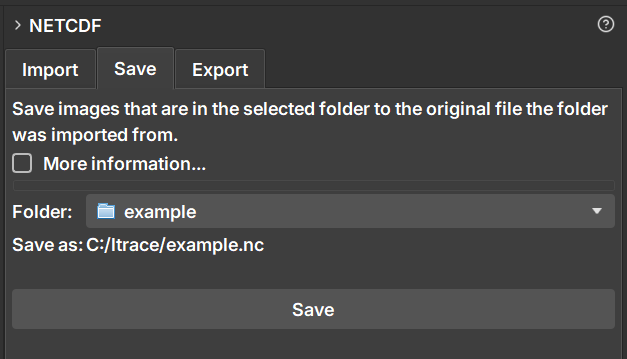 NETCDF
Import Save Export
Save images that are in the selected folder to the original file the folder
was imported from.
More information...
Folder: example
Save as: C:/ltrace/example.nc
Save